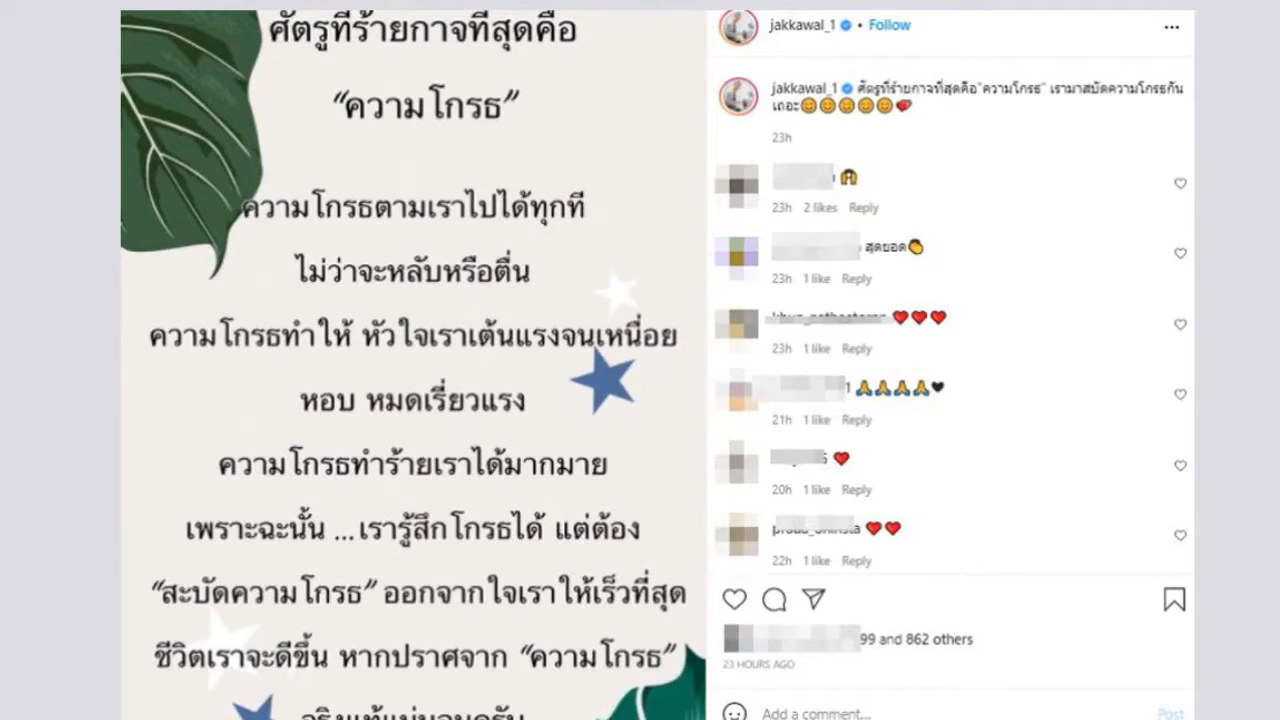 ศัตรูที่ร้ายกาจที่สุดคือ
“ความโกรธ”
ความโกรธตามเราไปได้ทุกที
ไม่ว่าจะหลับหรือตื่น
ความโกรธทำให้ หัวใจเราเต้นแรงจนเหนื่อย
หอบ หมดเรี่ยวแรง
ความโกรธทำร้ายเราได้มากมาย
เพราะฉะนั้น ...เรารู้สึกโกรธได้ แต่ต้อง
“สะบัดความโกรธ” ออกจากใจเราให้เร็วที่สุด
ชีวิตเราจะดีขึ้น หากปราศจาก “ความโกรธ”
jakkawal_1 • Follow
jakkawal_1 ศัตรูที่ร้ายกาจที่สุดคือ"ความโกรธ" เรามาสบัดความโกรธกัน
เถอะ😊😊😊😊😊💓
23h
23h 2 likes Reply
สุดยอด👏
23h 1 like Reply
❤️❤️❤️
23h 1 like Reply
1 🙏🙏🙏🙏🖤
21h 1 like Reply
❤️
20h 1 like Reply
❤️❤️
22h 1 like Reply
99 and 862 others
23 HOURS AGO
Add a comment...
Post